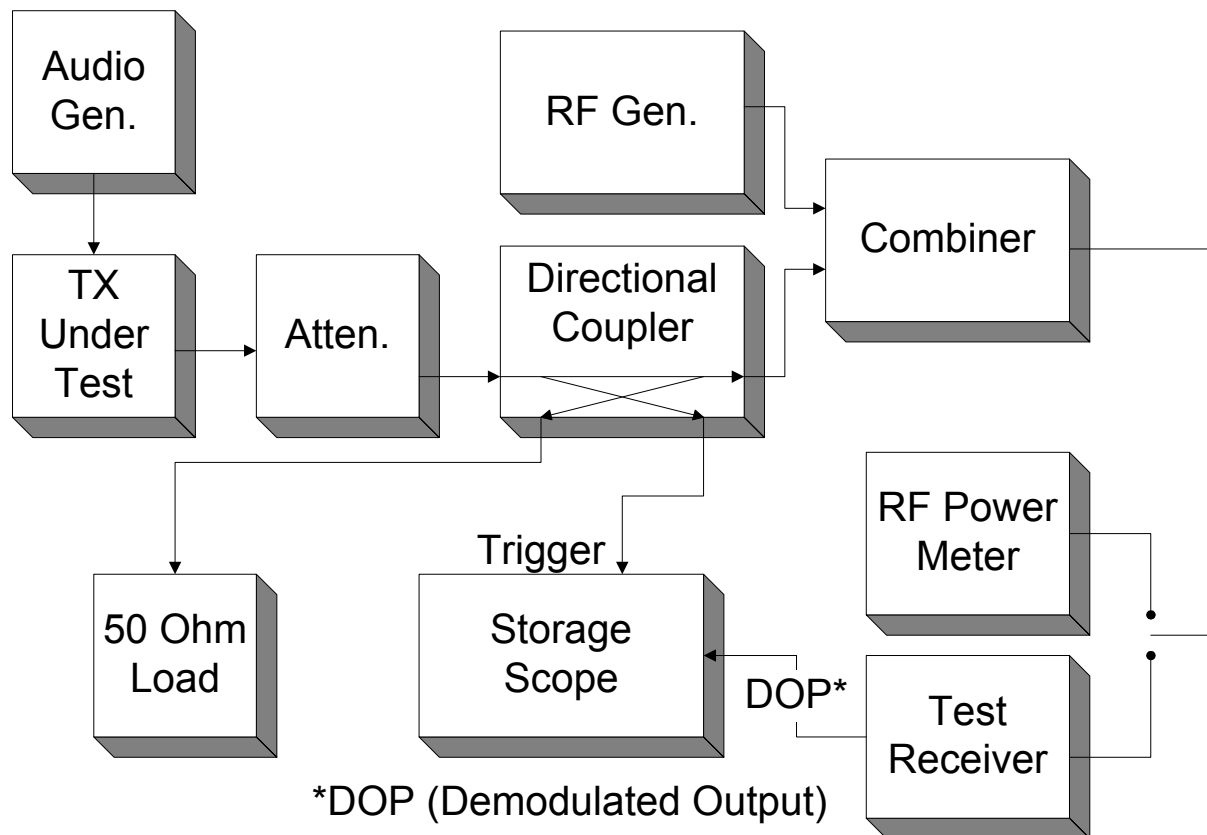 Audio
Gen.
RF Gen.
Combiner
TX
Under
Test
Atten.
Directional
Coupler
RF Power
Meter
Trigger
50 Ohm
Load
Storage
Scope
DOP*
Test
Receiver
*DOP (Demodulated Output)